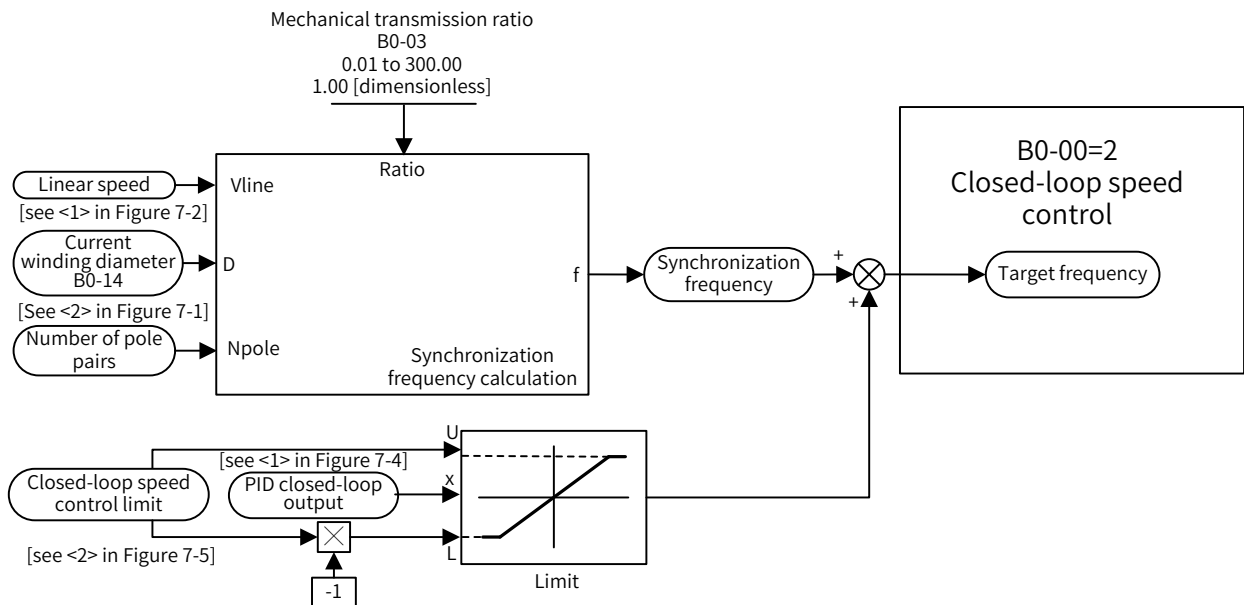 Mechanical transmission ratio
B0-03
0.01 to 300.00
1.00 [dimensionless]
Ratio
Linear speed
Vline
[see <1> in Figure 7-2]
Current
winding diameter
B0-14
D
[See <2> in Figure 7-1]
Number of pole
pairs
Npole
f
Synchronization
frequency calculation
Synchronization
frequency
+
+
B0-00=2
Closed-loop speed
control
Target frequency
Closed-loop speed
control limit
[see <2> in Figure 7-5]
[see <1> in Figure 7-4]
PID closed-loop
output
-1
U
x
L
Limit